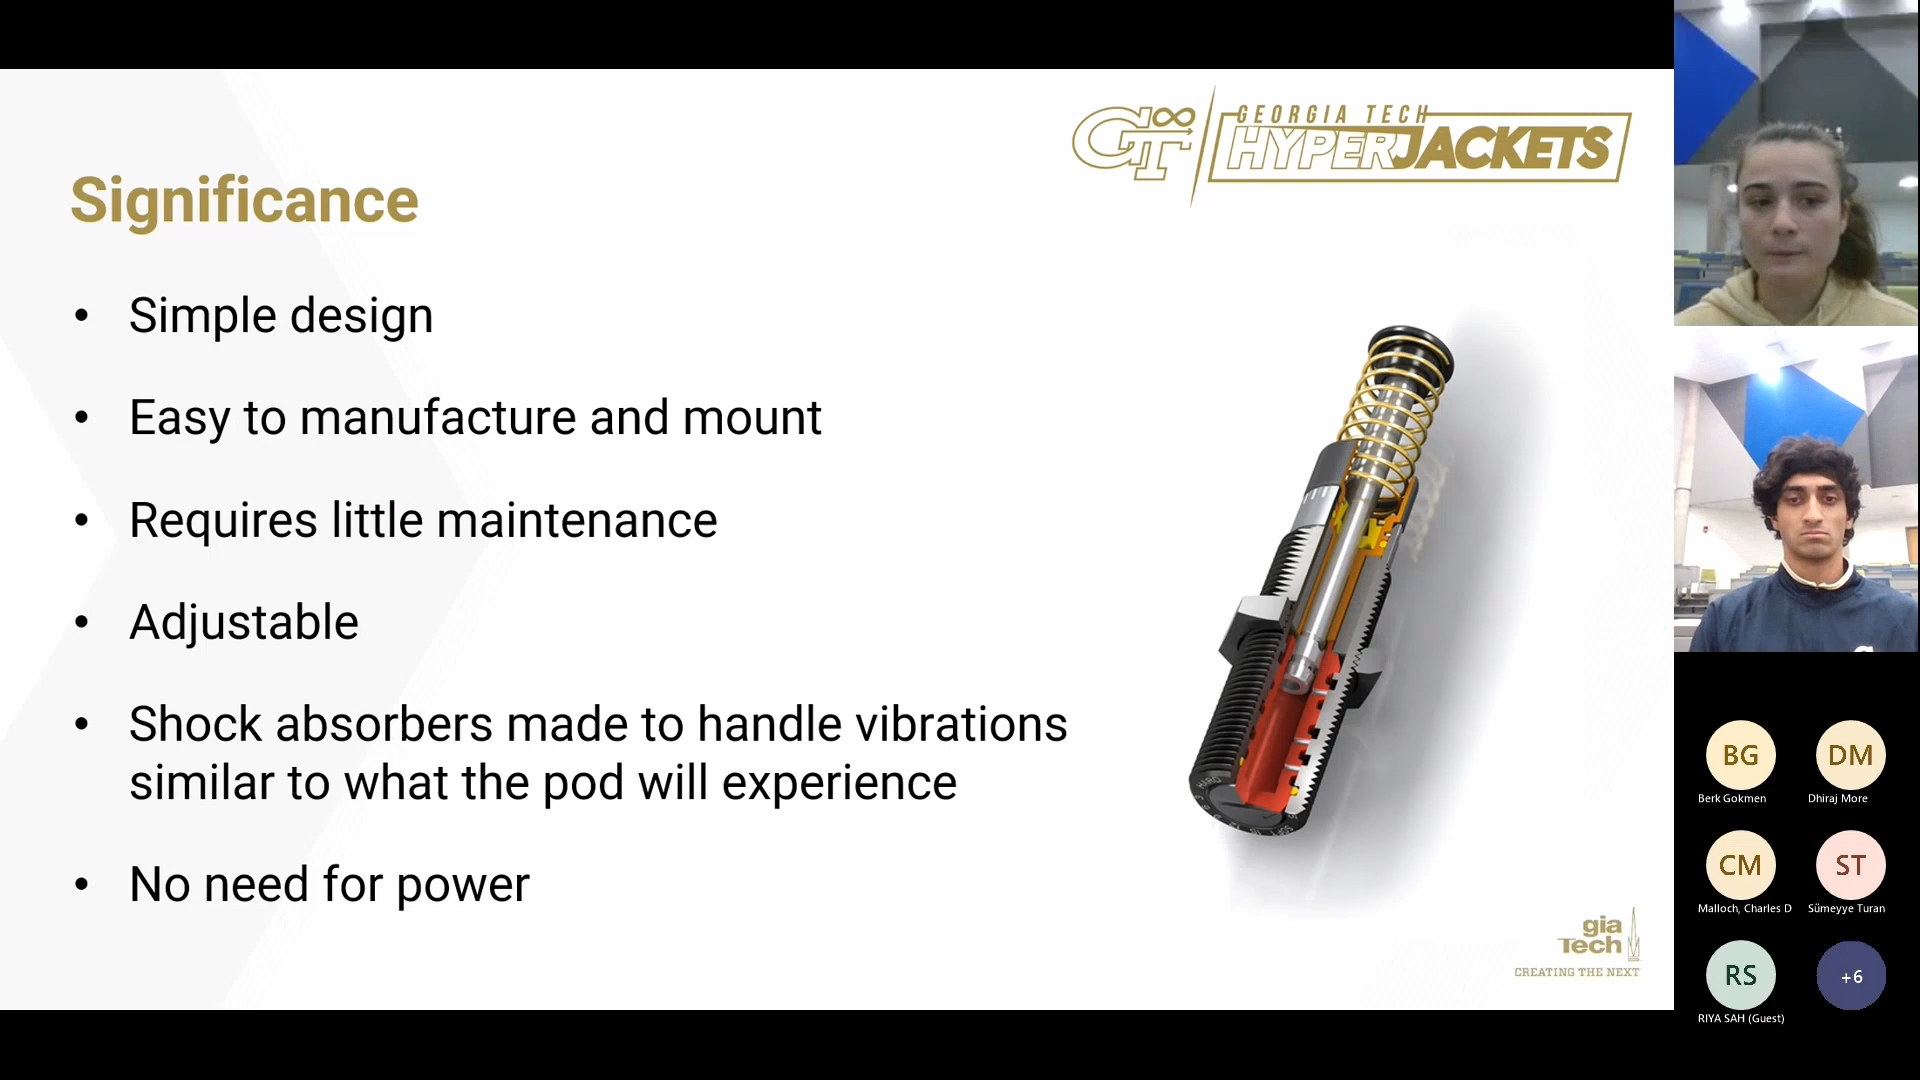 GT
GEORGIA TECH
HYPERJACKETS
Significance
• Simple design
• Easy to manufacture and mount
• Requires little maintenance
• Adjustable
• Shock absorbers made to handle vibrations
similar to what the pod will experience
• No need for power
HARD
gia
Tech
CREATING THE NEXT
BG
DM
Berk Gokmen
Dhiraj More
CM
ST
Malloch, Charles D
Sümeyye Turan
RS
+6
RIYA SAH (Guest)